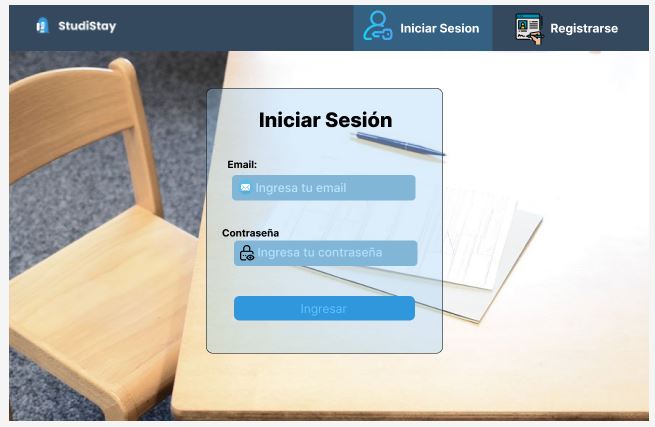 StudiStay
Iniciar Sesion
Registrarse
Iniciar Sesión
Email:
Ingresa tu email
Contraseña
Ingresa tu contraseña
Ingresar